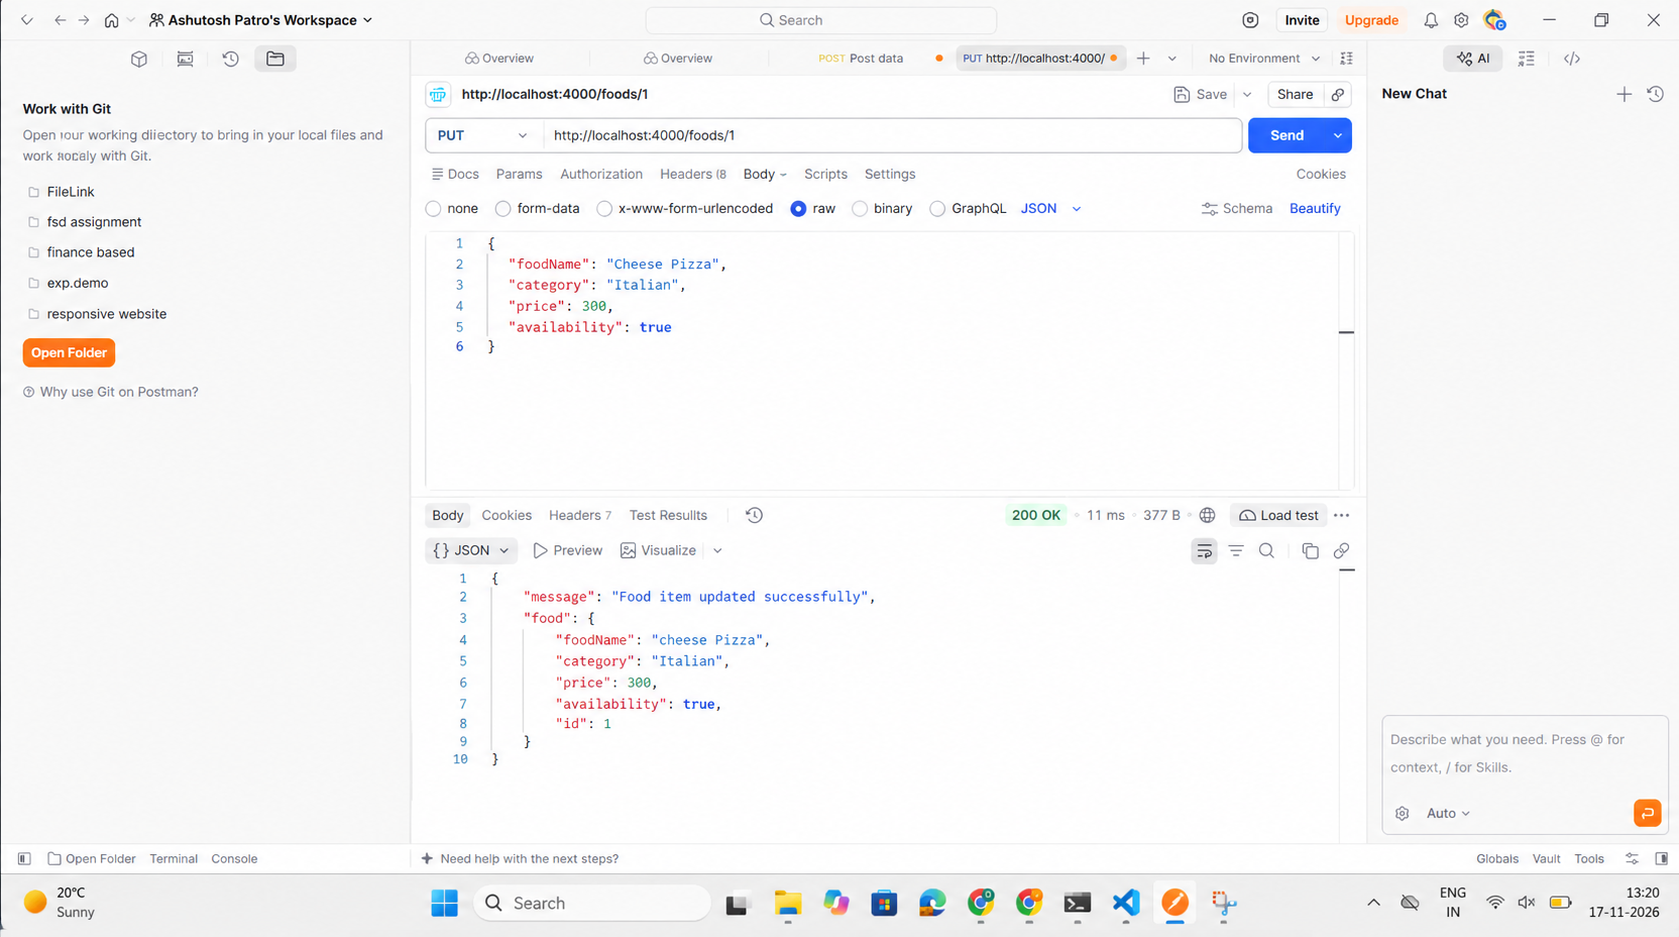 Ashutosh Patro's Workspace
Search
Invite
Upgrade
Work with Git
Open your working diiectory to bring in your local files and
work with Git.
FileLink
fsd assignment
finance based
exp.demo
responsive website
Open Folder
Why use Git on Postman?
Overview
Overview
POST Post data
PUT http://localhost:4000/
No Environment
http://localhost:4000/foods/1
Save
Share
PUT
http://localhost:4000/foods/1
Send
Docs
Params
Authorization
Headers (8
Body
Scripts
Settings
Cookies
none
form-data
x-www-form-urlencoded
raw
binary
GraphQL
JSON
Schema
Beautify
1 {
2 "foodName": "Cheese Pizza",
3 "category": "Italian",
4 "price": 300,
5 "availability": true
6 }
Body
Cookies
Headers 7
Test Results
200 OK
11 ms
377 B
Load test
{} JSON
Preview
Visualize
1 {
2 "message": "Food item updated successfully",
3 "food": {
4 "foodName": "cheese Pizza",
5 "category": "Italian",
6 "price": 300,
7 "availability": true,
8 "id": 1
9 }
10 }
AI
New Chat
Describe what you need. Press @ for
context, / for Skills.
Auto
Open Folder
Terminal
Console
Need help with the next steps?
Globals
Vault
Tools
20°C
Sunny
Search
ENG
IN
13:20
17-11-2026